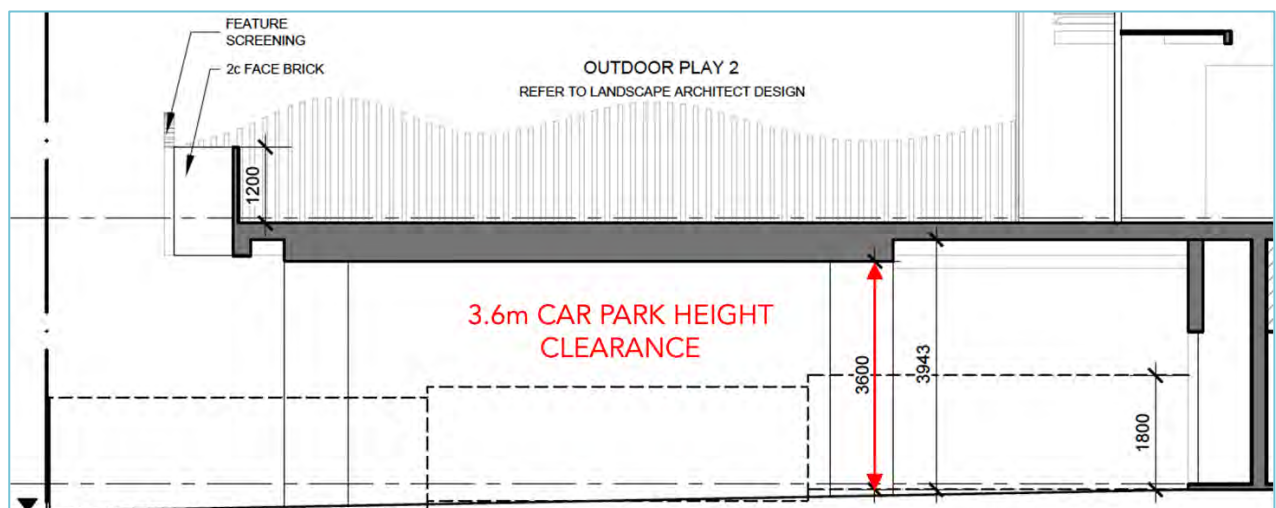 FEATURE
SCREENING
2c FACE BRICK
OUTDOOR PLAY 2
REFER TO LANDSCAPE ARCHITECT DESIGN
1200
3.6m CAR PARK HEIGHT
CLEARANCE
3600
3943
1800